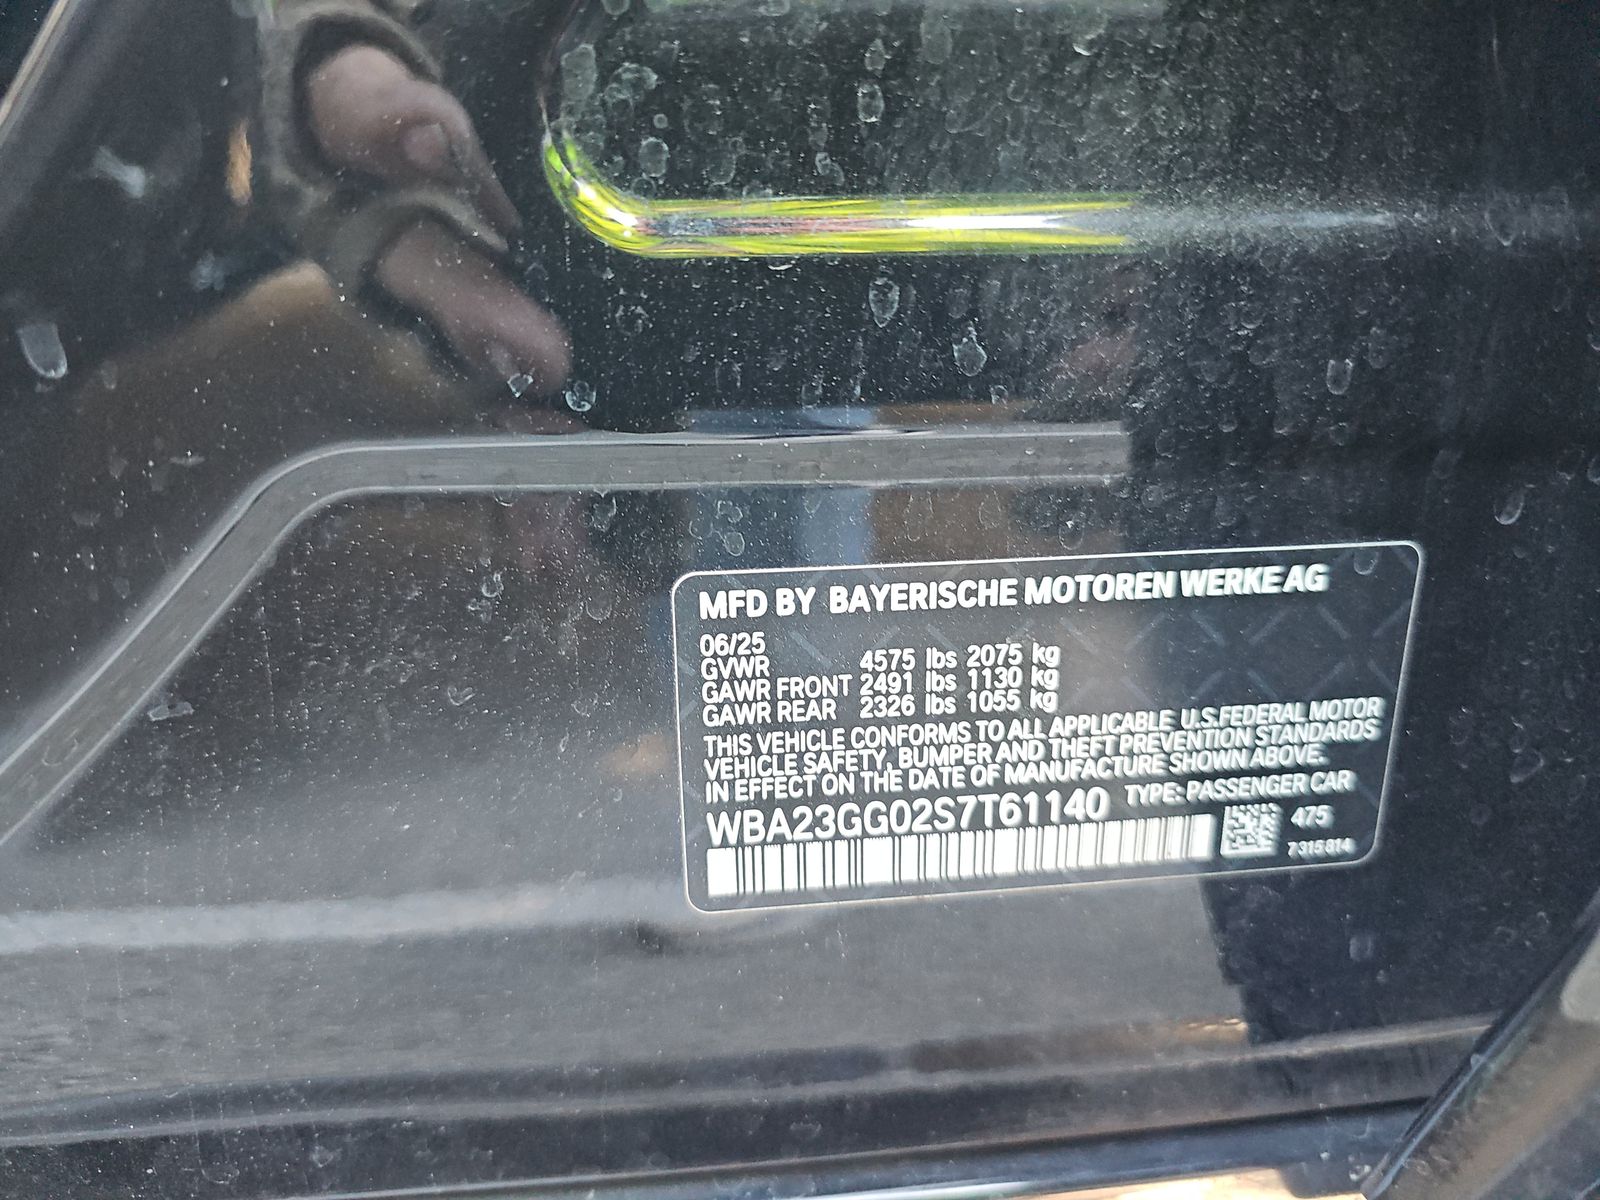 MFD BY BAYERISCHE MOTOREN WERKE AG
06/25
GVWR 4575 lbs 2075 kg
GAWR FRONT 2491 lbs 1130 kg
GAWR REAR 2326 lbs 1055 kg
THIS VEHICLE CONFORMS TO ALL APPLICABLE U.S.FEDERAL MOTOR
VEHICLE SAFETY, BUMPER AND THEFT PREVENTION STANDARDS
IN EFFECT ON THE DATE OF MANUFACTURE SHOWN ABOVE.
WBA23GG02S7T61140 TYPE: PASSENGER CAR
475
7315814